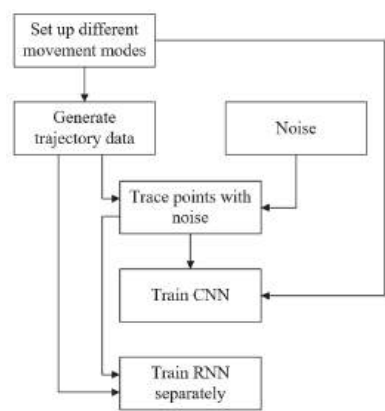 Set up different
movement modes
Generate
trajectory data
Noise
Trace points with
noise
Train CNN
Train RNN
separately